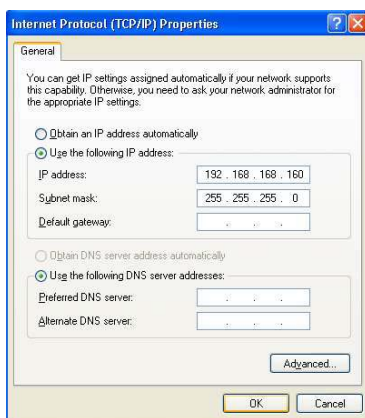 Internet Protocol (TCP/IP) Properties
General
You can get IP settings assigned automatically if your network supports
this capability. Otherwise, you need to ask your network administrator for
the appropriate IP settings.
Obtain an IP address automatically
Use the following IP address:
IP address: 192 . 168 . 168 . 160
Subnet mask: 255 . 255 . 255 . 0
Default gateway: . . .
Obtain DNS server address automatically
Use the following DNS server addresses:
Preferred DNS server: . . .
Alternate DNS server: . . .
Advanced...
OK Cancel